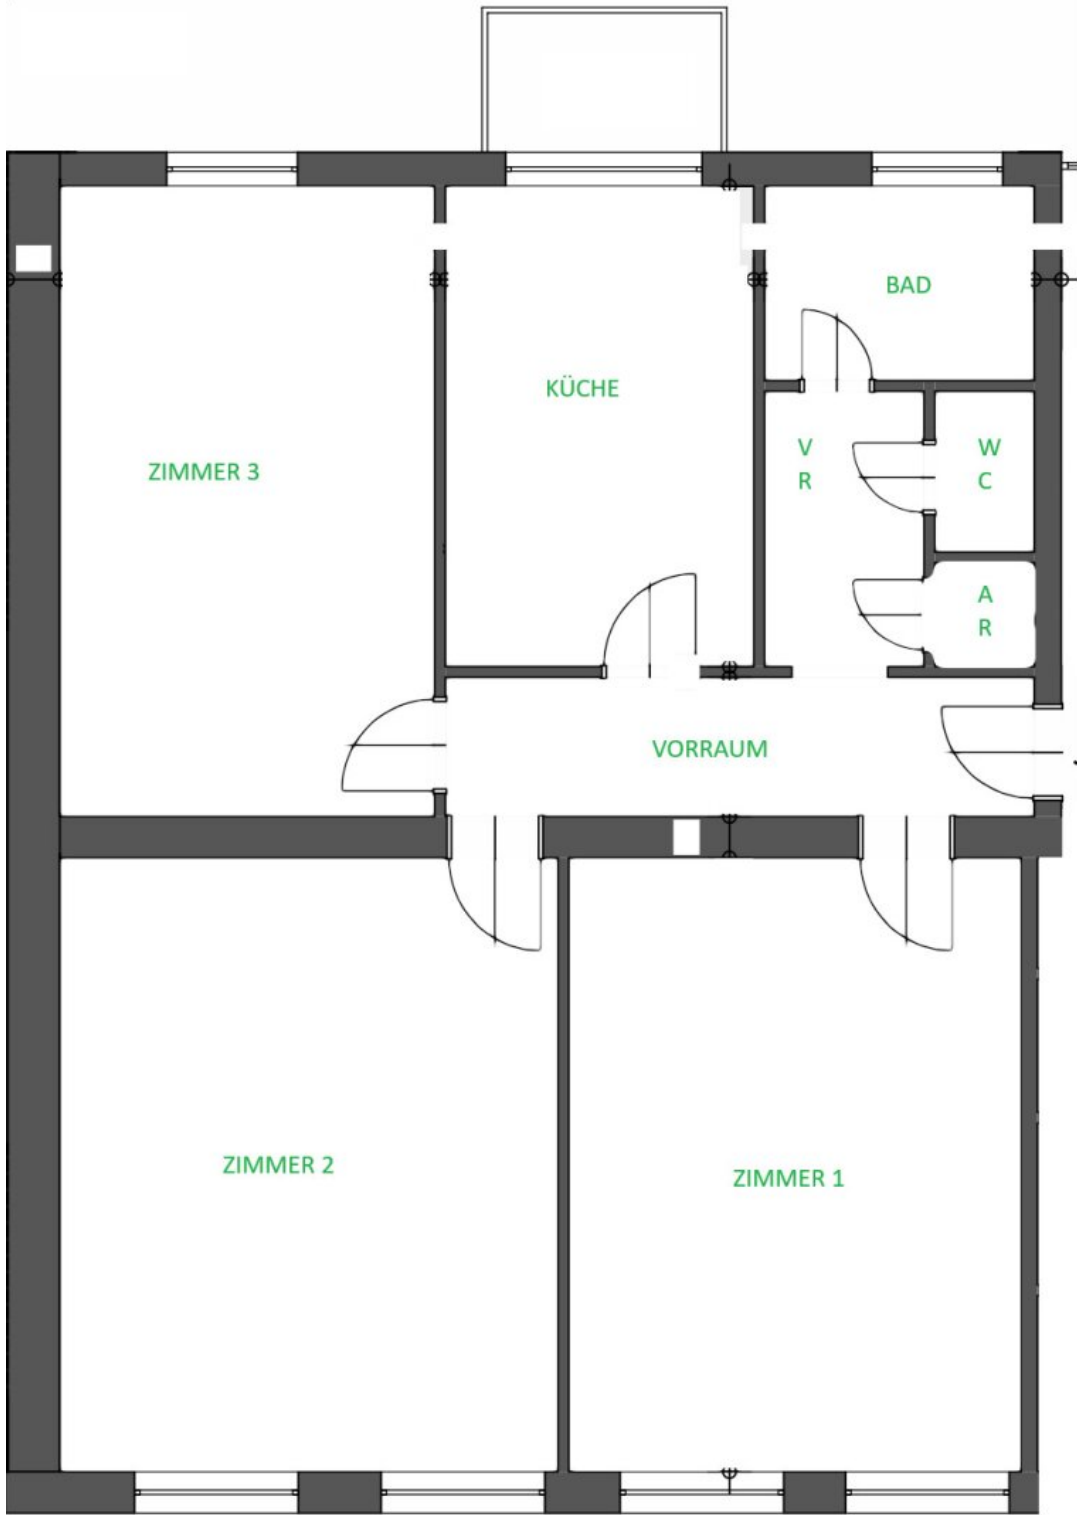 BAD
KÜCHE
V
R
W
C
ZIMMER 3
A
R
VORRAUM
ZIMMER 2
ZIMMER 1